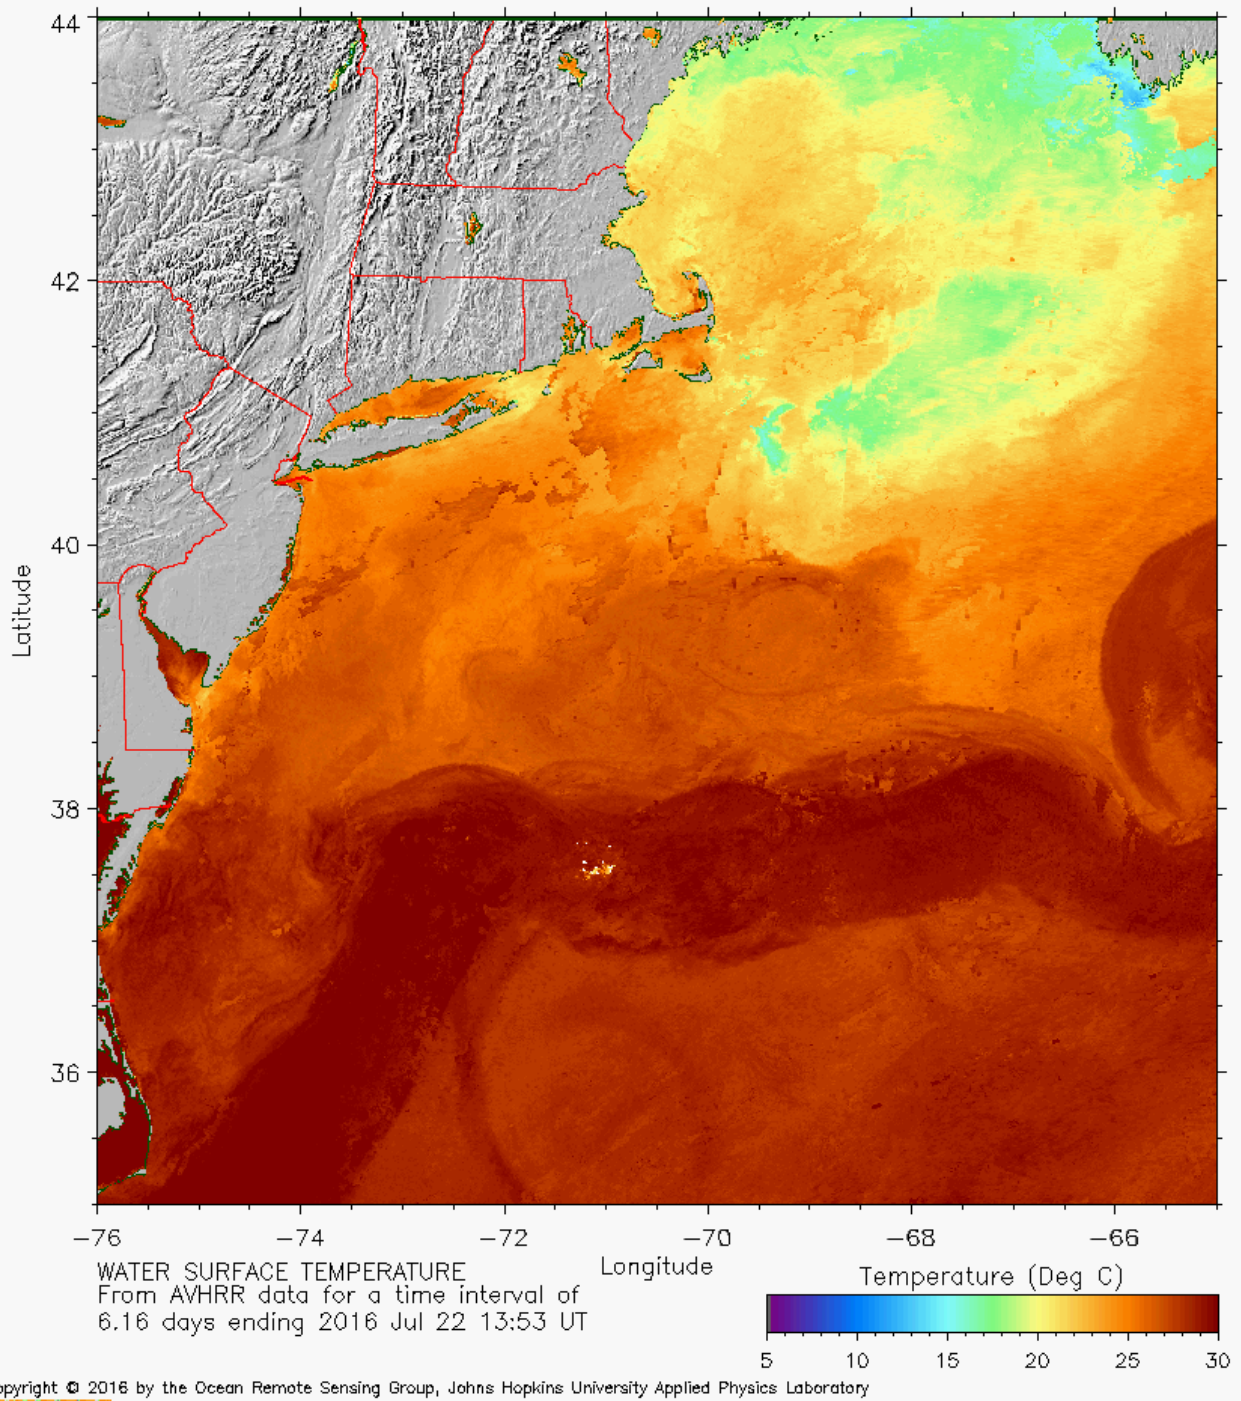 44
42
40
38
36
Latitude
−76
−74
−72
−70
−68
−66
Longitude
WATER SURFACE TEMPERATURE
From AVHRR data for a time interval of
6.16 days ending 2016 Jul 22 13:53 UT
Temperature (Deg C)
5
10
15
20
25
30
opyright © 2016 by the Ocean Remote Sensing Group, Johns Hopkins University Applied Physics Laboratory